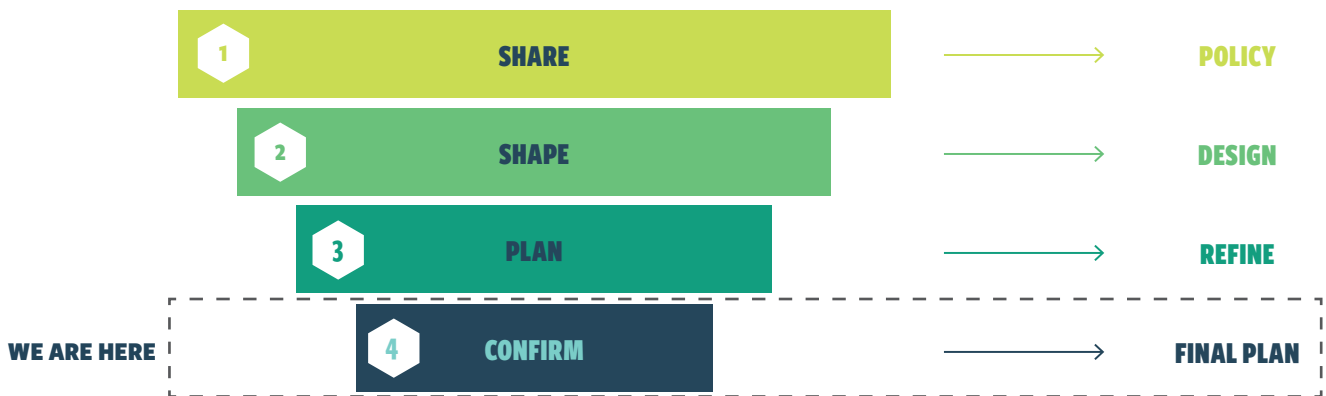 1 SHARE POLICY
2 SHAPE DESIGN
3 PLAN REFINE
WE ARE HERE 4 CONFIRM FINAL PLAN